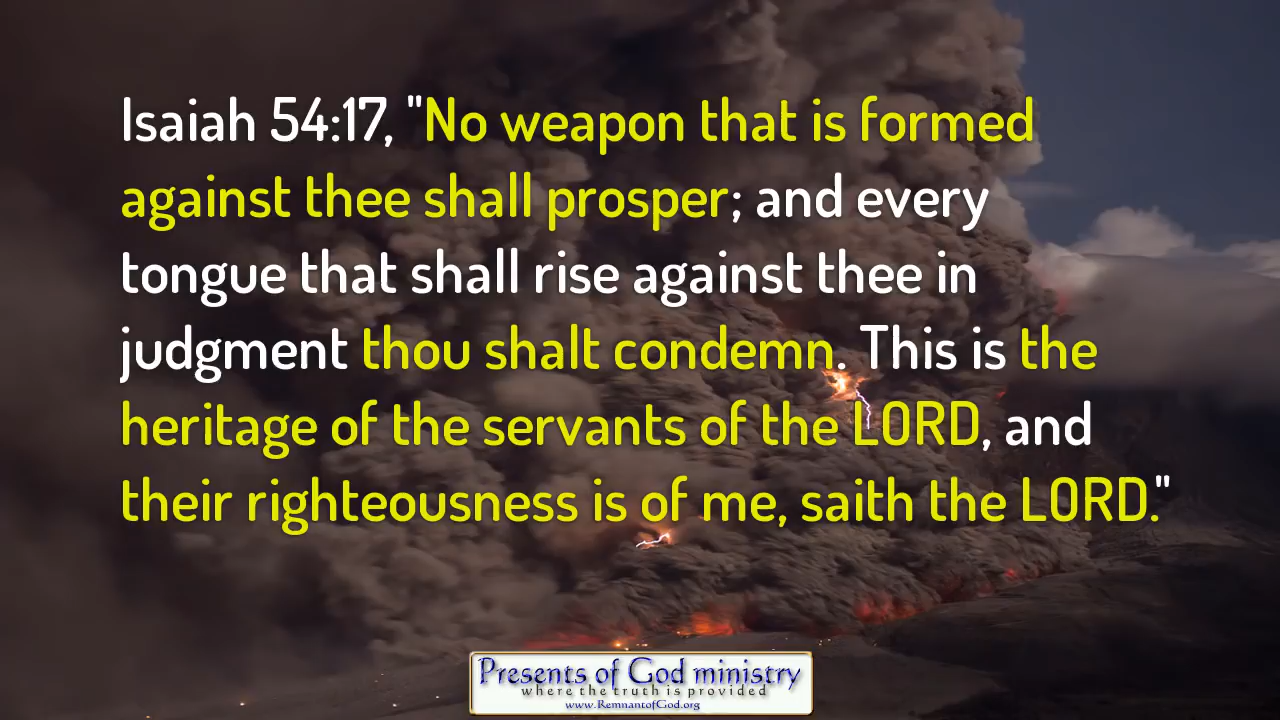 Isaiah 54:17, "No weapon that is formed
against thee shall prosper; and every
tongue that shall rise against thee in
judgment thou shalt condemn. This is the
heritage of the servants of the LORD, and
their righteousness is of me, saith the LORD."
Presents of God ministry
where the truth is provided
www.RemnantofGod.org